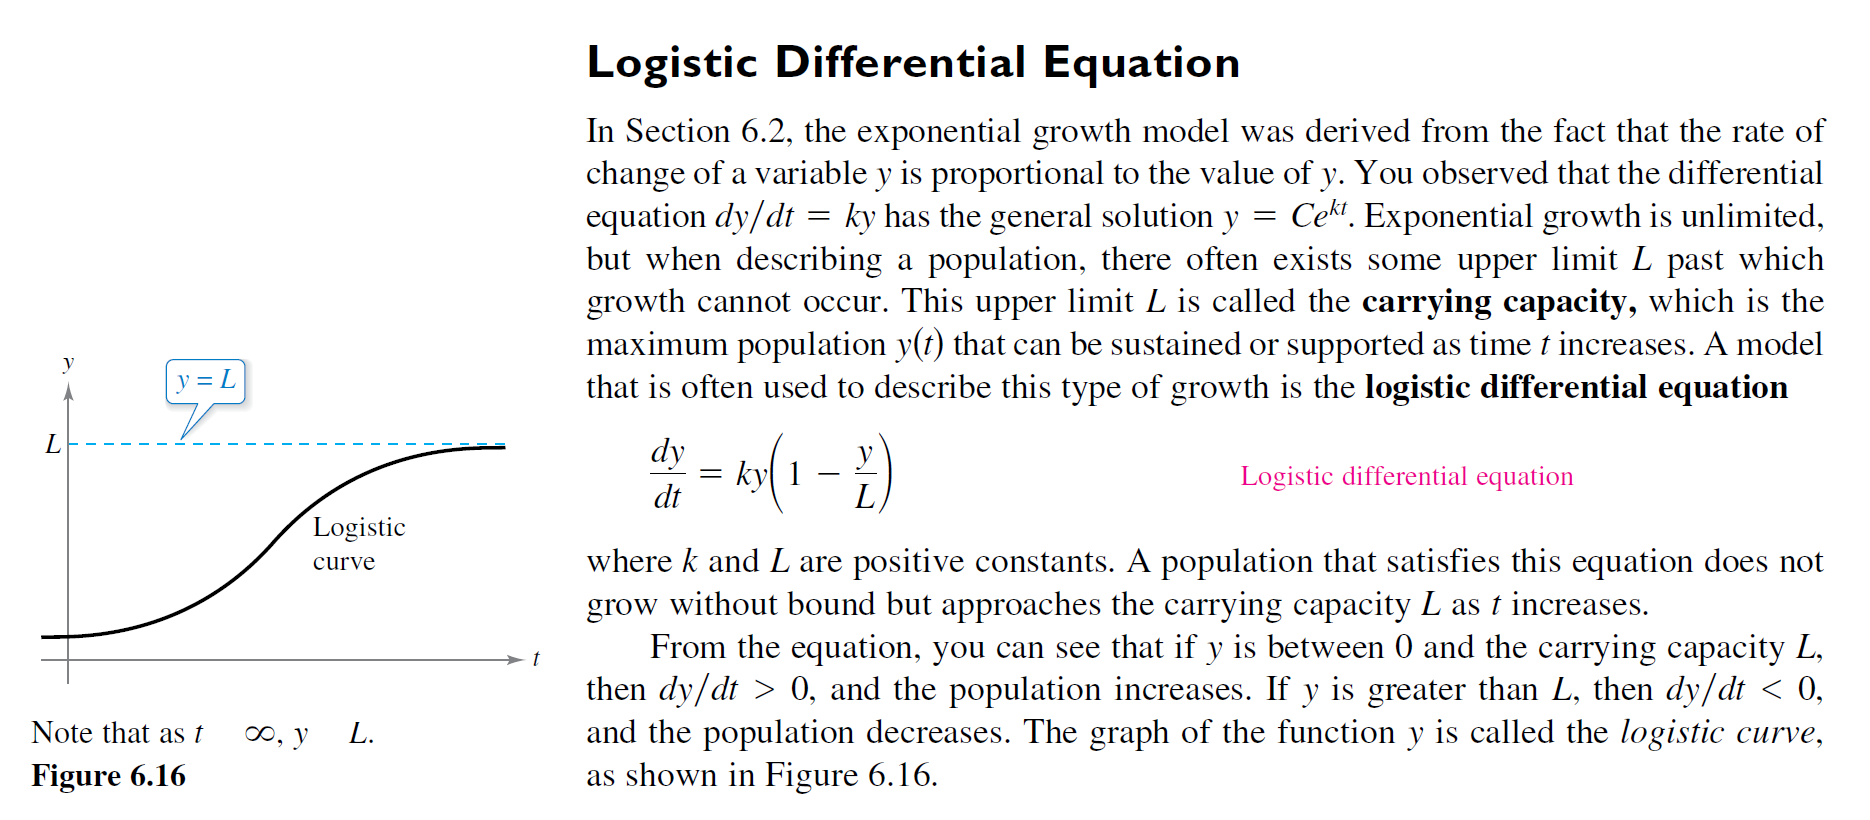 Logistic Differential Equation
In Section 6.2, the exponential growth model was derived from the fact that the rate of
change of a variable y is proportional to the value of y. You observed that the differential
equation dy/dt = ky has the general solution y = Ce^{kt}. Exponential growth is unlimited,
but when describing a population, there often exists some upper limit L past which
growth cannot occur. This upper limit L is called the carrying capacity, which is the
maximum population y(t) that can be sustained or supported as time t increases. A model
that is often used to describe this type of growth is the logistic differential equation
dy/dt = ky(1 − y/L) Logistic differential equation
where k and L are positive constants. A population that satisfies this equation does not
grow without bound but approaches the carrying capacity L as t increases.
From the equation, you can see that if y is between 0 and the carrying capacity L,
then dy/dt > 0, and the population increases. If y is greater than L, then dy/dt < 0,
and the population decreases. The graph of the function y is called the logistic curve,
as shown in Figure 6.16.
y
y = L
L
Logistic
curve
t
Note that as t ∞, y L.
Figure 6.16